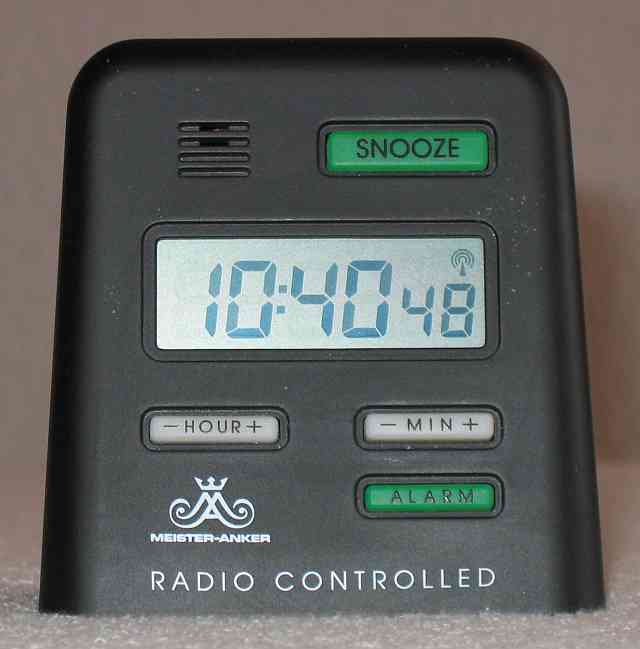 SNOOZE
10:40 48
-HOUR+
-MIN+
ALARM
MEISTER-ANKER
RADIO CONTROLLED